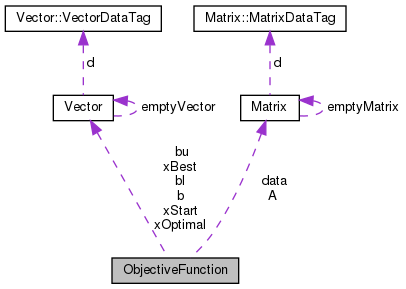 Vector::VectorDataTag
Matrix::MatrixDataTag
d
d
Vector
emptyVector
Matrix
emptyMatrix
bu
xBest
bl
b
xStart
xOptimal
data
A
ObjectiveFunction